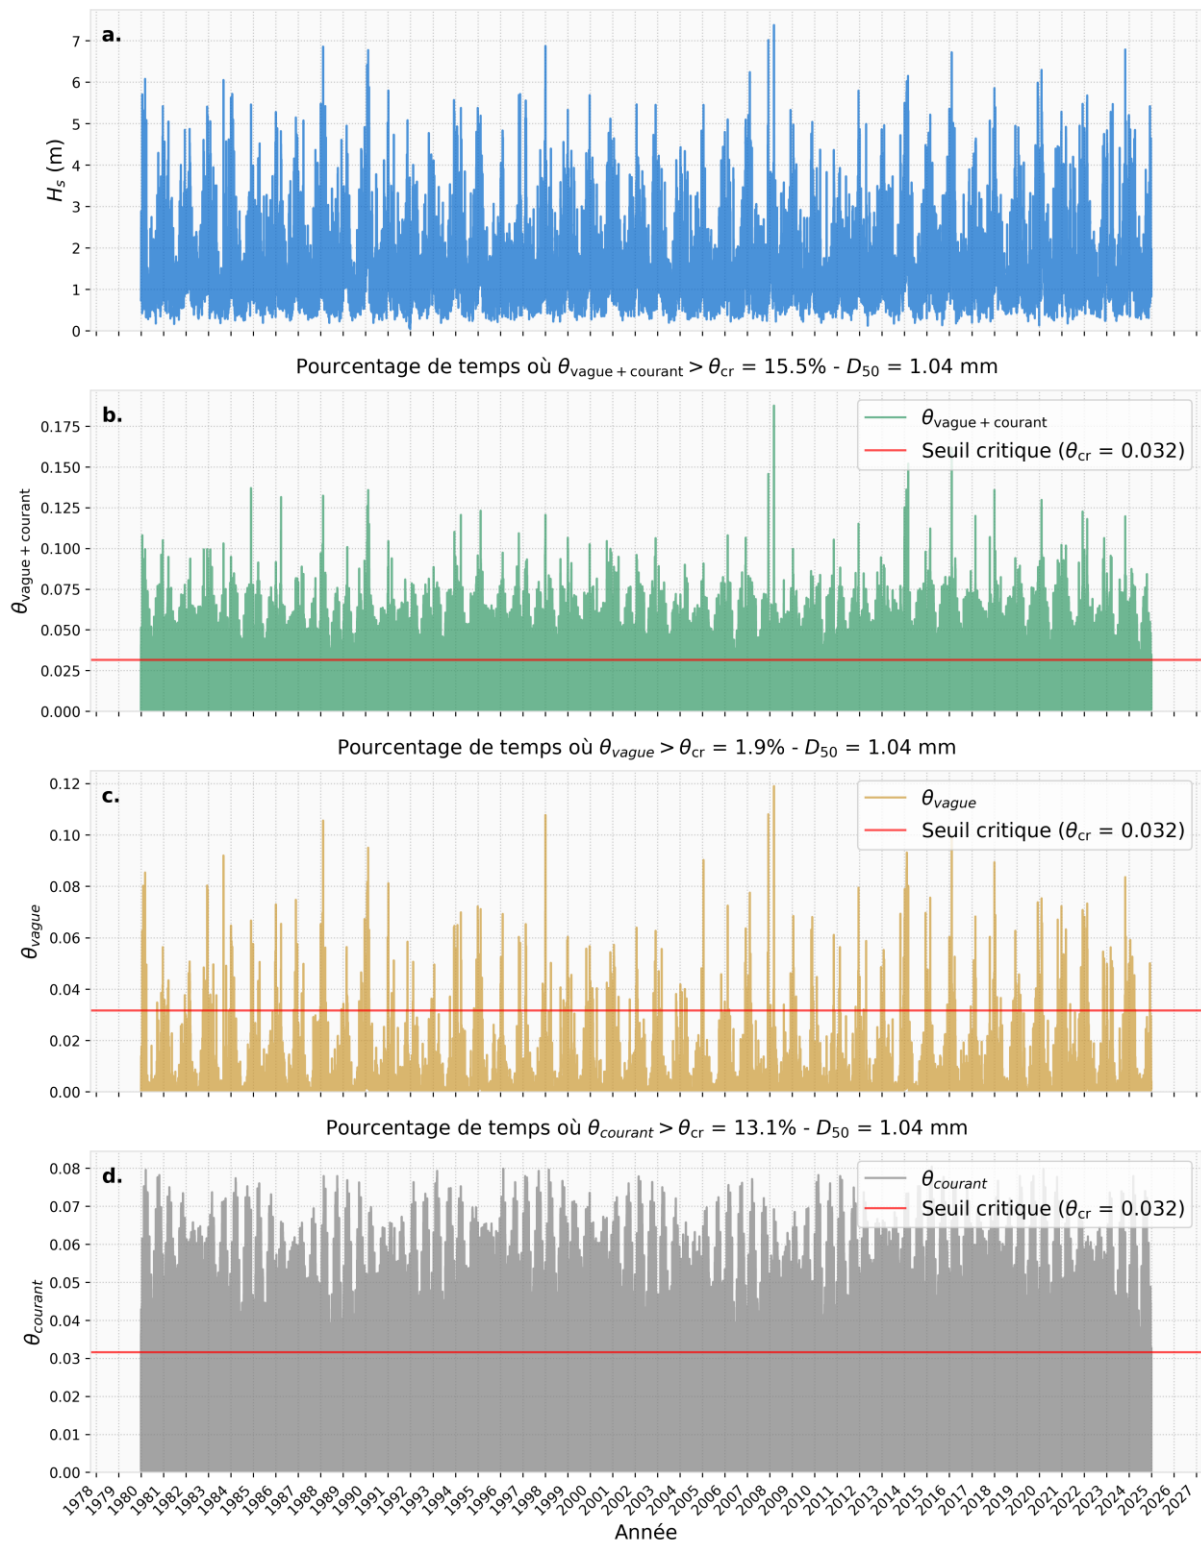 a.
7
6
5
4
3
2
1
0
H_s (m)
Pourcentage de temps où θ_vague + courant > θ_cr = 15.5% - D_50 = 1.04 mm
b.
θ_vague + courant
Seuil critique (θ_cr = 0.032)
0.175
0.150
0.125
0.100
0.075
0.050
0.025
0.000
θ_vague + courant
Pourcentage de temps où θ_vague > θ_cr = 1.9% - D_50 = 1.04 mm
c.
θ_vague
Seuil critique (θ_cr = 0.032)
0.12
0.10
0.08
0.06
0.04
0.02
0.00
θ_vague
Pourcentage de temps où θ_courant > θ_cr = 13.1% - D_50 = 1.04 mm
d.
θ_courant
Seuil critique (θ_cr = 0.032)
0.08
0.07
0.06
0.05
0.04
0.03
0.02
0.01
0.00
θ_courant
1978 1979 1980 1981 1982 1983 1984 1985 1986 1987 1988 1989 1990 1991 1992 1993 1994 1995 1996 1997 1998 1999 2000 2001 2002 2003 2004 2005 2006 2007 2008 2009 2010 2011 2012 2013 2014 2015 2016 2017 2018 2019 2020 2021 2022 2023 2024 2025 2026 2027
Année